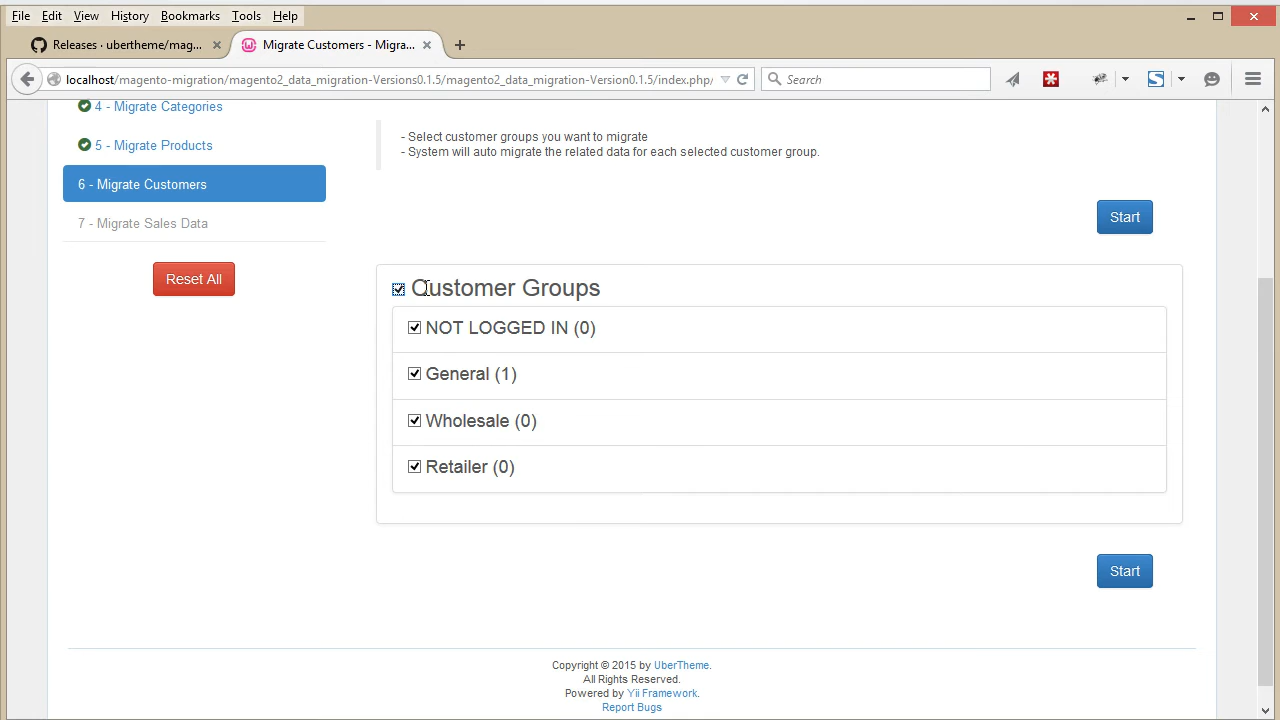 File Edit View History Bookmarks Tools Help
Releases · ubertheme/mag...
Migrate Customers - Migra...
localhost/magento-migration/magento2_data_migration-Versions0.1.5/magento2_data_migration-Version0.1.5/index.php/
Search
4 - Migrate Categories
5 - Migrate Products
6 - Migrate Customers
7 - Migrate Sales Data
Reset All
- Select customer groups you want to migrate
- System will auto migrate the related data for each selected customer group.
Start
Customer Groups
NOT LOGGED IN (0)
General (1)
Wholesale (0)
Retailer (0)
Start
Copyright © 2015 by UberTheme.
All Rights Reserved.
Powered by Yii Framework.
Report Bugs